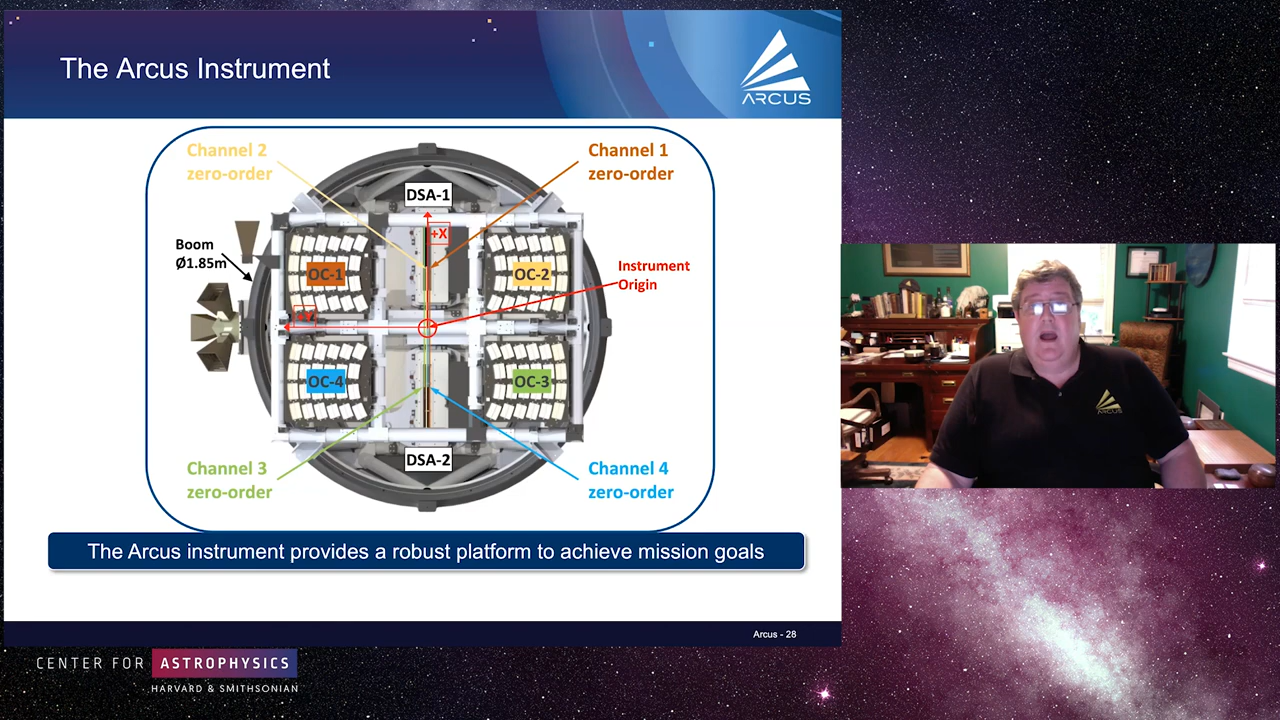 The Arcus Instrument
ARCUS
Channel 2
zero-order
Channel 1
zero-order
DSA-1
+X
Boom
Ø1.85m
OC-1
OC-2
Instrument
Origin
+Y
OC-4
OC-3
DSA-2
Channel 3
zero-order
Channel 4
zero-order
The Arcus instrument provides a robust platform to achieve mission goals
Arcus - 28
ARCUS
CENTER FOR ASTROPHYSICS
HARVARD & SMITHSONIAN